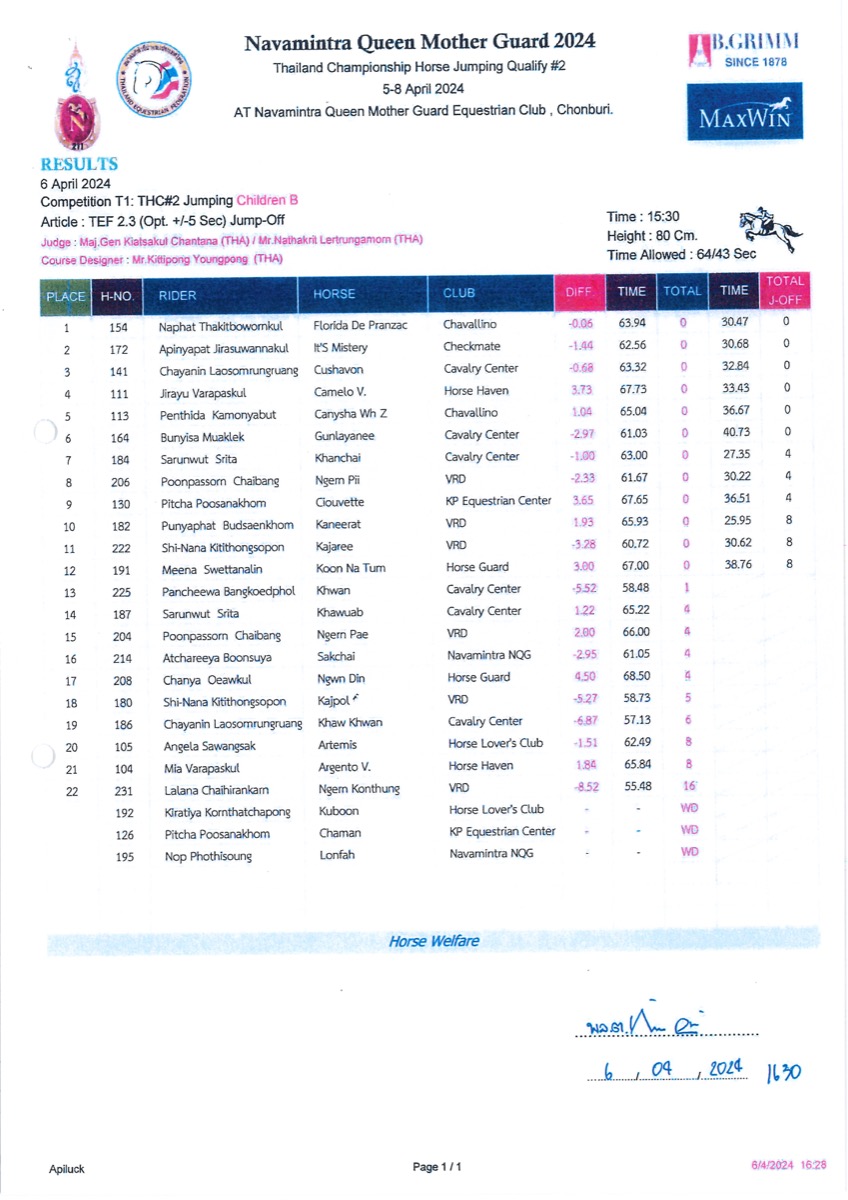 Navamintra Queen Mother Guard 2024
Thailand Championship Horse Jumping Qualify #2
5-8 April 2024
AT Navamintra Queen Mother Guard Equestrian Club , Chonburi.
THAILAND EQUESTRIAN FEDERATION
B.GRIMM
SINCE 1878
MAXWIN
RESULTS
6 April 2024
Competition T1: THC#2 Jumping Children B
Article : TEF 2.3 (Opt. +/-5 Sec) Jump-Off
Judge : Maj.Gen Kiatsakul Chantana (THA) / Mr.Nathakrit Lertrungamorn (THA)
Course Designer : Mr.Kittipong Youngpong (THA)
Time : 15:30
Height : 80 Cm.
Time Allowed : 64/43 Sec
PLACE H-NO. RIDER HORSE CLUB DIFF TIME TOTAL TIME TOTAL J-OFF
1 154 Naphat Thakitbowornkul Florida De Pranzac Chavallino -0.06 63.94 0 30.47 0
2 172 Apinyapat Jirasuwannakul It'S Mistery Checkmate -1.44 62.56 0 30.68 0
3 141 Chayanin Laosomrungruang Cushavon Cavalry Center -0.68 63.32 0 32.84 0
4 111 Jirayu Varapaskul Camelo V. Horse Haven 3.73 67.73 0 33.43 0
5 113 Penthida Kamonyabut Canysha Wh Z Chavallino 1.04 65.04 0 36.67 0
6 164 Bunyisa Muaklek Gunlayanee Cavalry Center -2.97 61.03 0 40.73 0
7 184 Sarunwut Srita Khanchai Cavalry Center -1.00 63.00 0 27.35 4
8 206 Poonpassorn Chaibang Ngern Pii VRD -2.33 61.67 0 30.22 4
9 130 Pitcha Poosanakhom Clouvette KP Equestrian Center 3.65 67.65 0 36.51 4
10 182 Punyaphat Budsaenkhom Kaneerat VRD 1.93 65.93 0 25.95 8
11 222 Shi-Nana Kitithongsopon Kajaree VRD -3.28 60.72 0 30.62 8
12 191 Meena Swettanalin Koon Na Tum Horse Guard 3.00 67.00 0 38.76 8
13 225 Pancheewa Bangkoedphol Khwan Cavalry Center -5.52 58.48 1
14 187 Sarunwut Srita Khawuab Cavalry Center 1.22 65.22 4
15 204 Poonpassorn Chaibang Ngern Pae VRD 2.00 66.00 4
16 214 Atchareeya Boonsuya Sakchai Navamintra NQG -2.95 61.05 4
17 208 Chanya Oeawkul Ngwn Din Horse Guard 4.50 68.50 4
18 180 Shi-Nana Kitithongsopon Kajpol VRD -5.27 58.73 5
19 186 Chayanin Laosomrungruang Khaw Khwan Cavalry Center -6.87 57.13 6
20 105 Angela Sawangsak Artemis Horse Lover's Club -1.51 62.49 8
21 104 Mia Varapaskul Argento V. Horse Haven 1.84 65.84 8
22 231 Lalana Chaihirankarn Ngern Konthung VRD -8.52 55.48 16
192 Kiratiya Kornthatchapong Kuboon Horse Lover's Club - - WD
126 Pitcha Poosanakhom Chaman KP Equestrian Center - - WD
195 Nop Phothisoung Lonfah Navamintra NQG - - WD
Horse Welfare
6 , 04 , 2024 1630
Apiluck
Page 1 / 1
6/4/2024 16:28